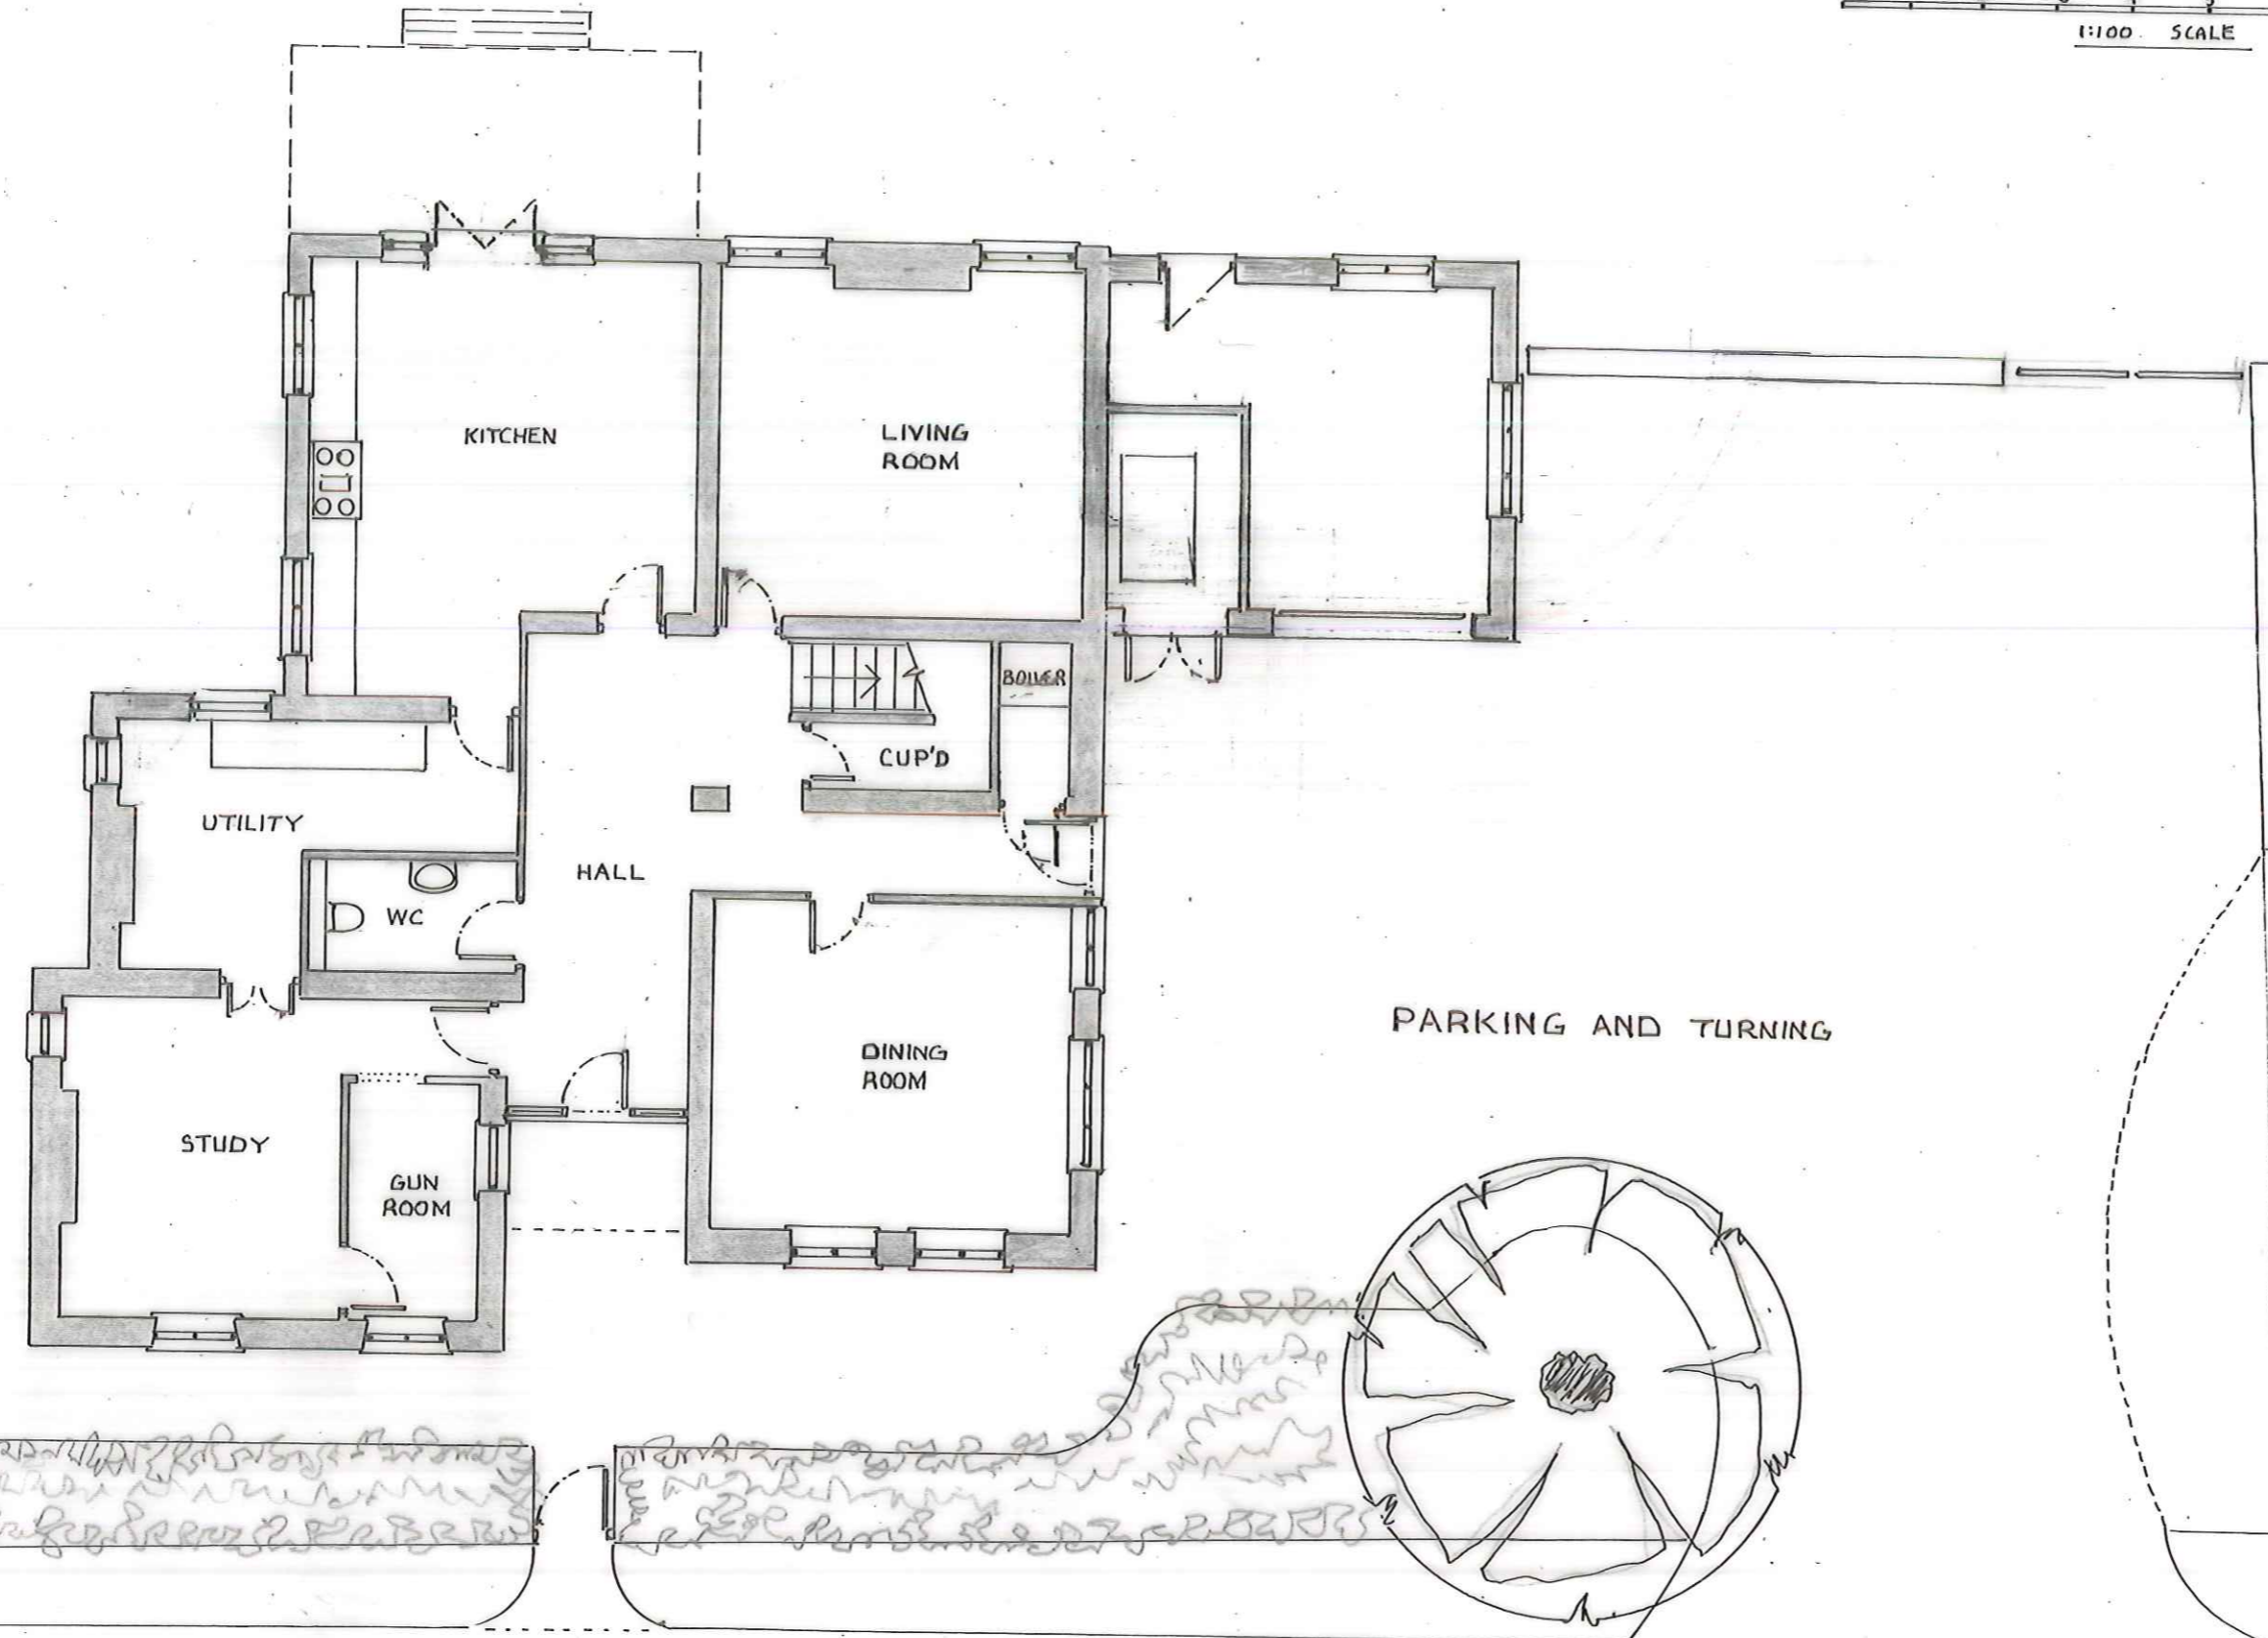 1:100. SCALE
KITCHEN
LIVING
ROOM
BOILER
CUP'D
UTILITY
HALL
WC
PARKING AND TURNING
DINING
ROOM
STUDY
GUN
ROOM